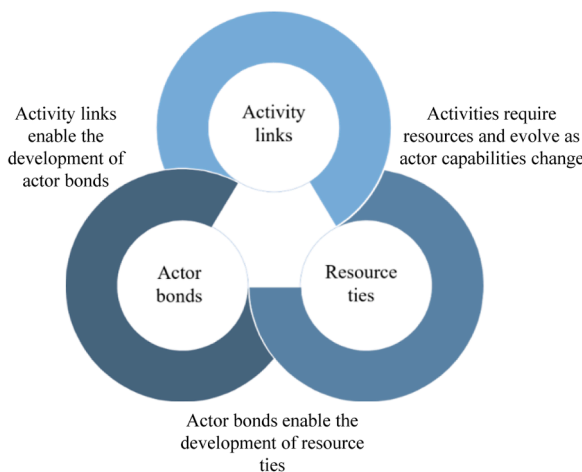 Activity
links
Activity links
enable the
development of
actor bonds
Activities require
resources and evolve as
actor capabilities change
Actor
bonds
Resource
ties
Actor bonds enable the
development of resource
ties